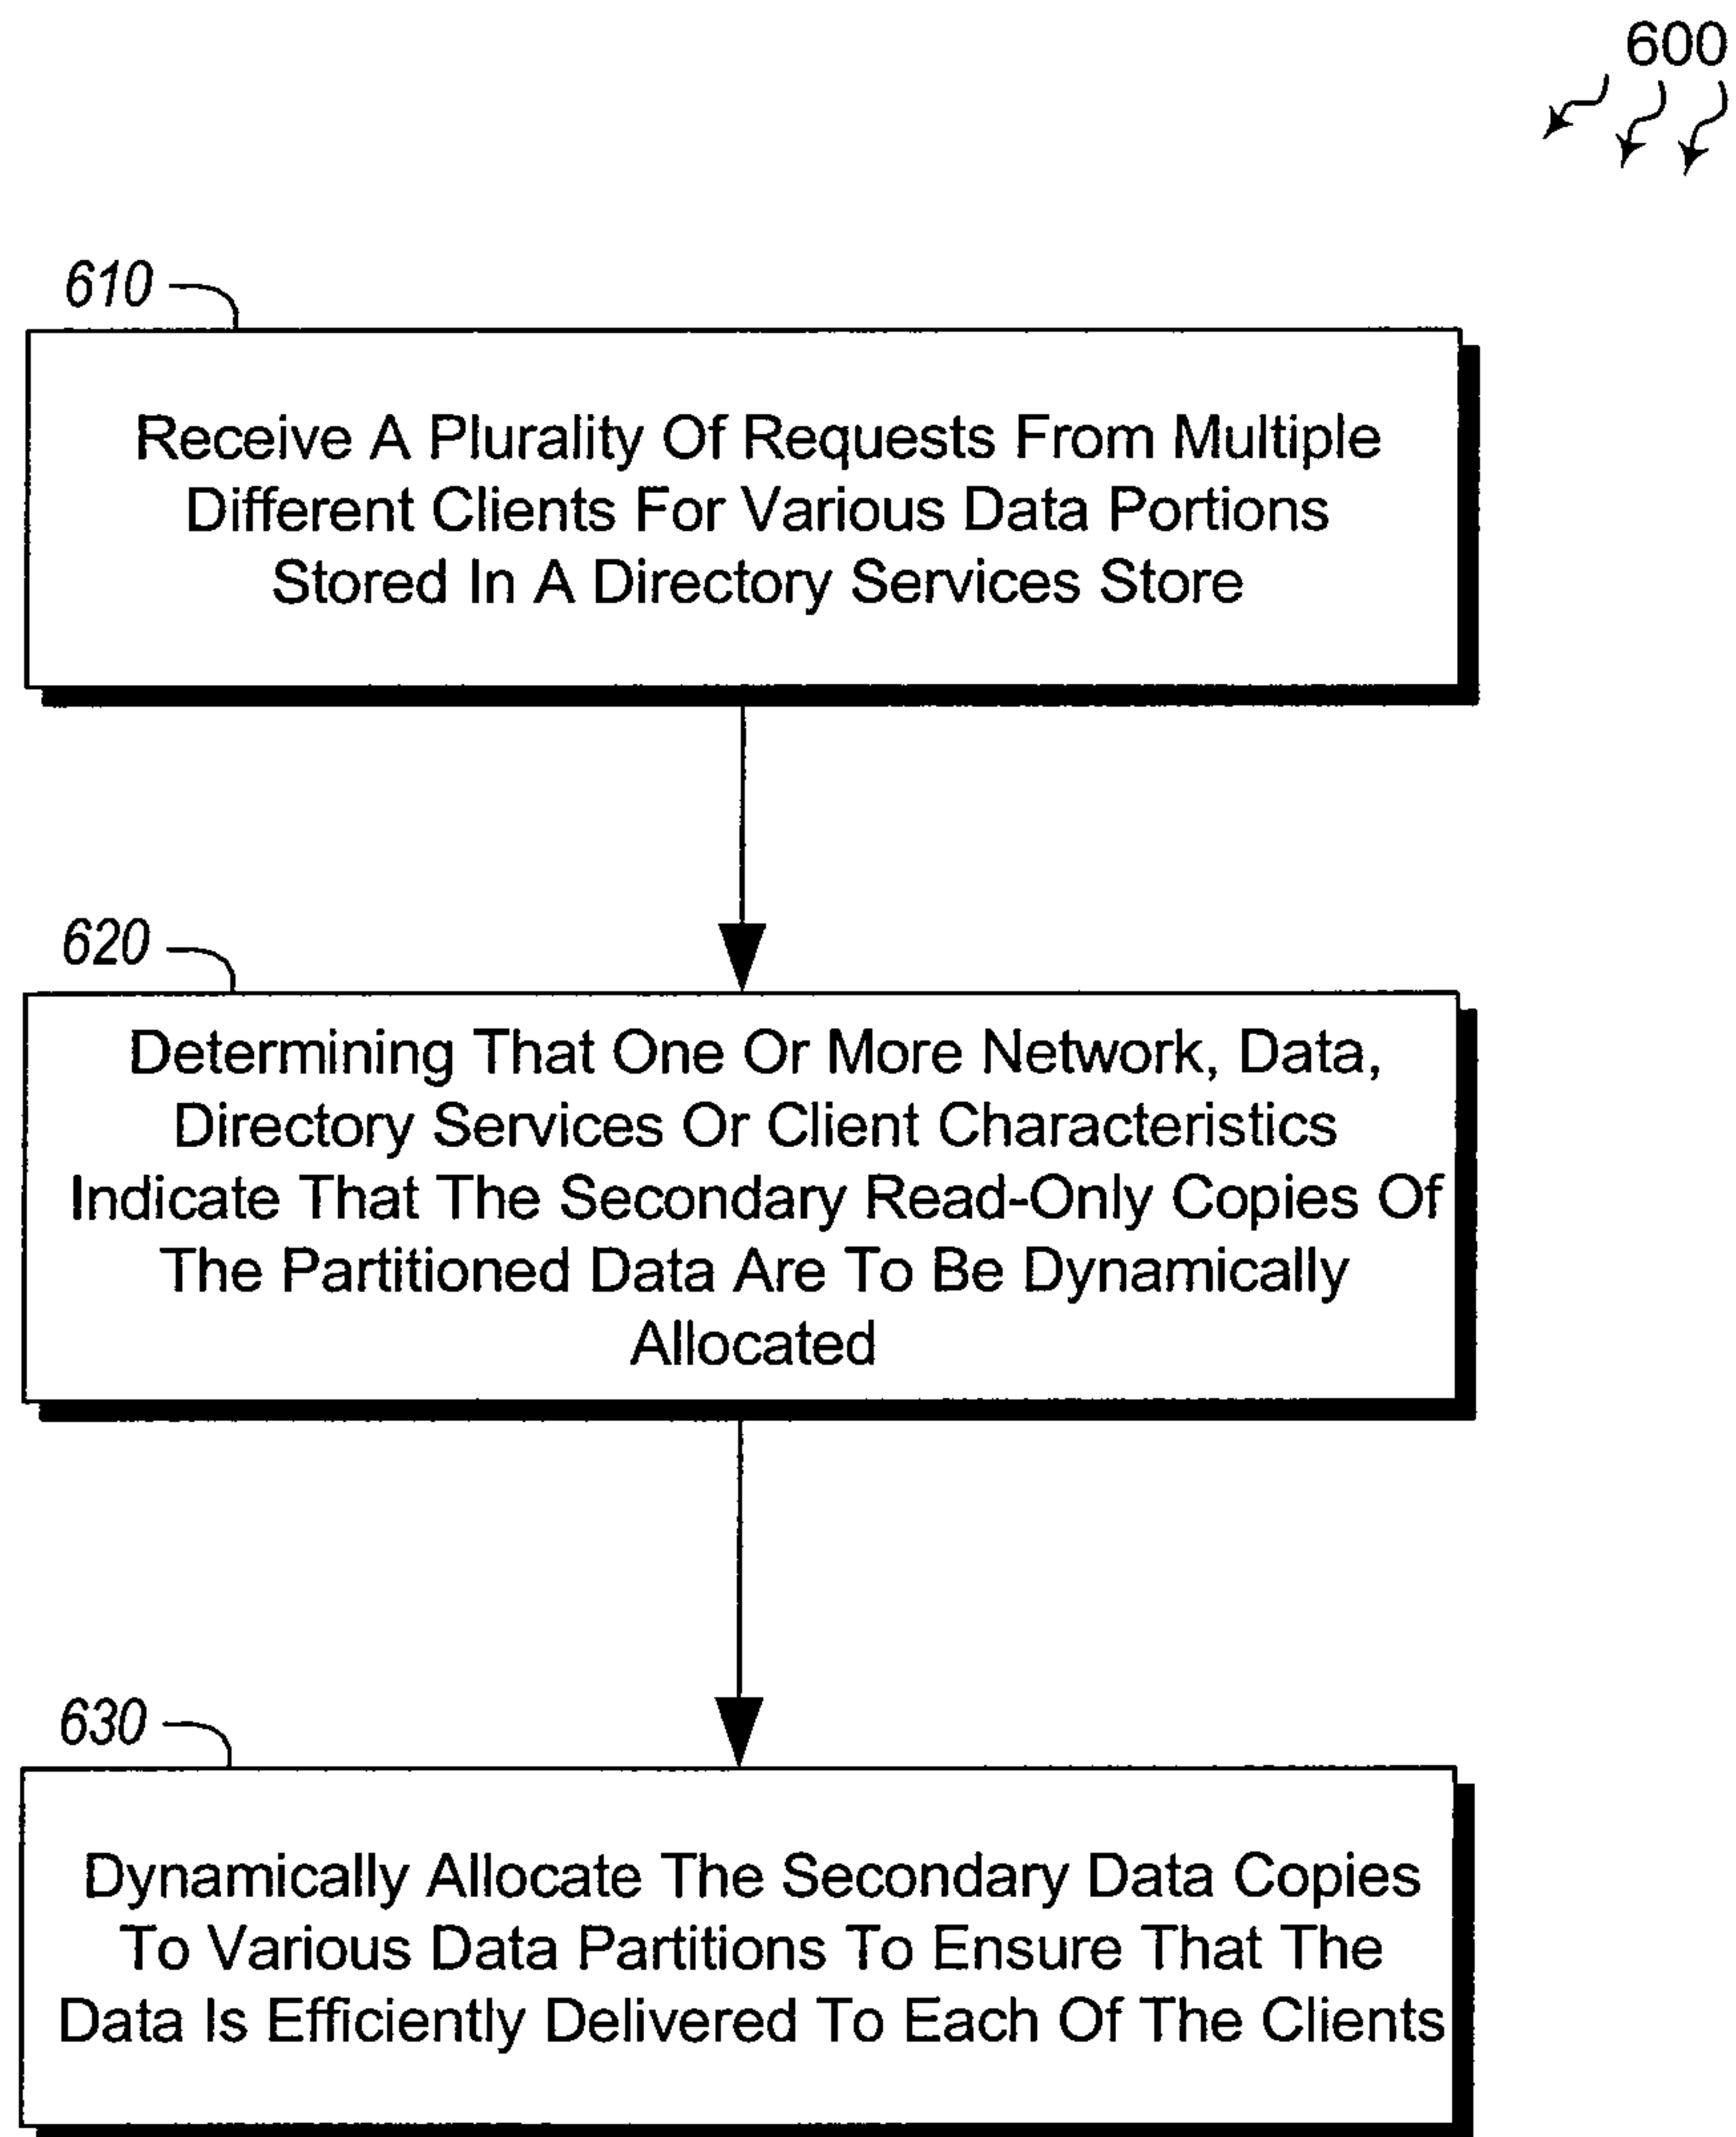 600
610
Receive A Plurality Of Requests From Multiple
Different Clients For Various Data Portions
Stored In A Directory Services Store
620
Determining That One Or More Network, Data,
Directory Services Or Client Characteristics
Indicate That The Secondary Read-Only Copies Of
The Partitioned Data Are To Be Dynamically
Allocated
630
Dynamically Allocate The Secondary Data Copies
To Various Data Partitions To Ensure That The
Data Is Efficiently Delivered To Each Of The Clients